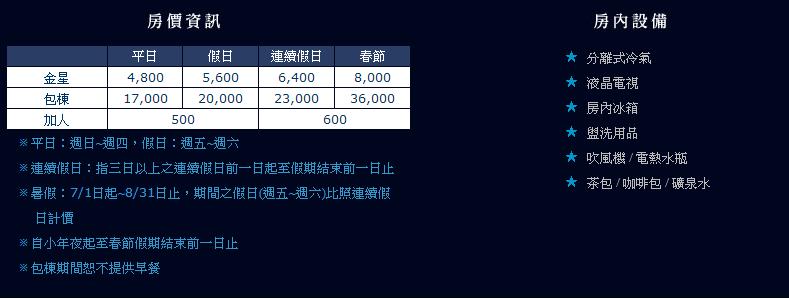 房價資訊
平日 假日 連續假日 春節
金星 4,800 5,600 6,400 8,000
包棟 17,000 20,000 23,000 36,000
加人 500 600
※平日：週日~週四，假日：週五~週六
※連續假日：指三日以上之連續假日前一日起至假期結束前一日止
※暑假：7/1日起~8/31日止，期間之假日(週五~週六)比照連續假
日計價
※自小年夜起至春節假期結束前一日止
※包棟期間恕不提供早餐
房內設備
★ 分離式冷氣
★ 液晶電視
★ 房內冰箱
★ 盥洗用品
★ 吹風機 / 電熱水瓶
★ 茶包 / 咖啡包 / 礦泉水